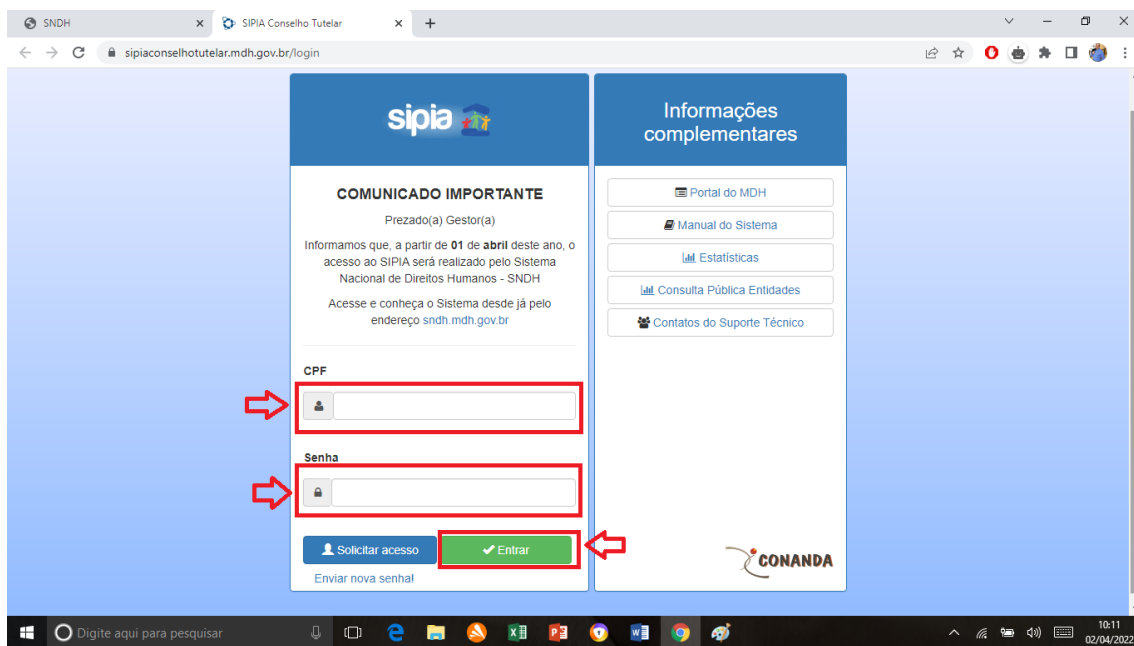 SNDH
SIPIA Conselho Tutelar
sipiaconselhotutelar.mdh.gov.br/login
sipia
COMUNICADO IMPORTANTE
Prezado(a) Gestor(a)
Informamos que, a partir de 01 de abril deste ano, o
acesso ao SIPIA será realizado pelo Sistema
Nacional de Direitos Humanos - SNDH
Acesse e conheça o Sistema desde já pelo
endereço sndh.mdh.gov.br
CPF
Senha
Solicitar acesso
Entrar
Enviar nova senha!
Informações
complementares
Portal do MDH
Manual do Sistema
Estatísticas
Consulta Pública Entidades
Contatos do Suporte Técnico
CONANDA
Digite aqui para pesquisar
10:11
02/04/2022